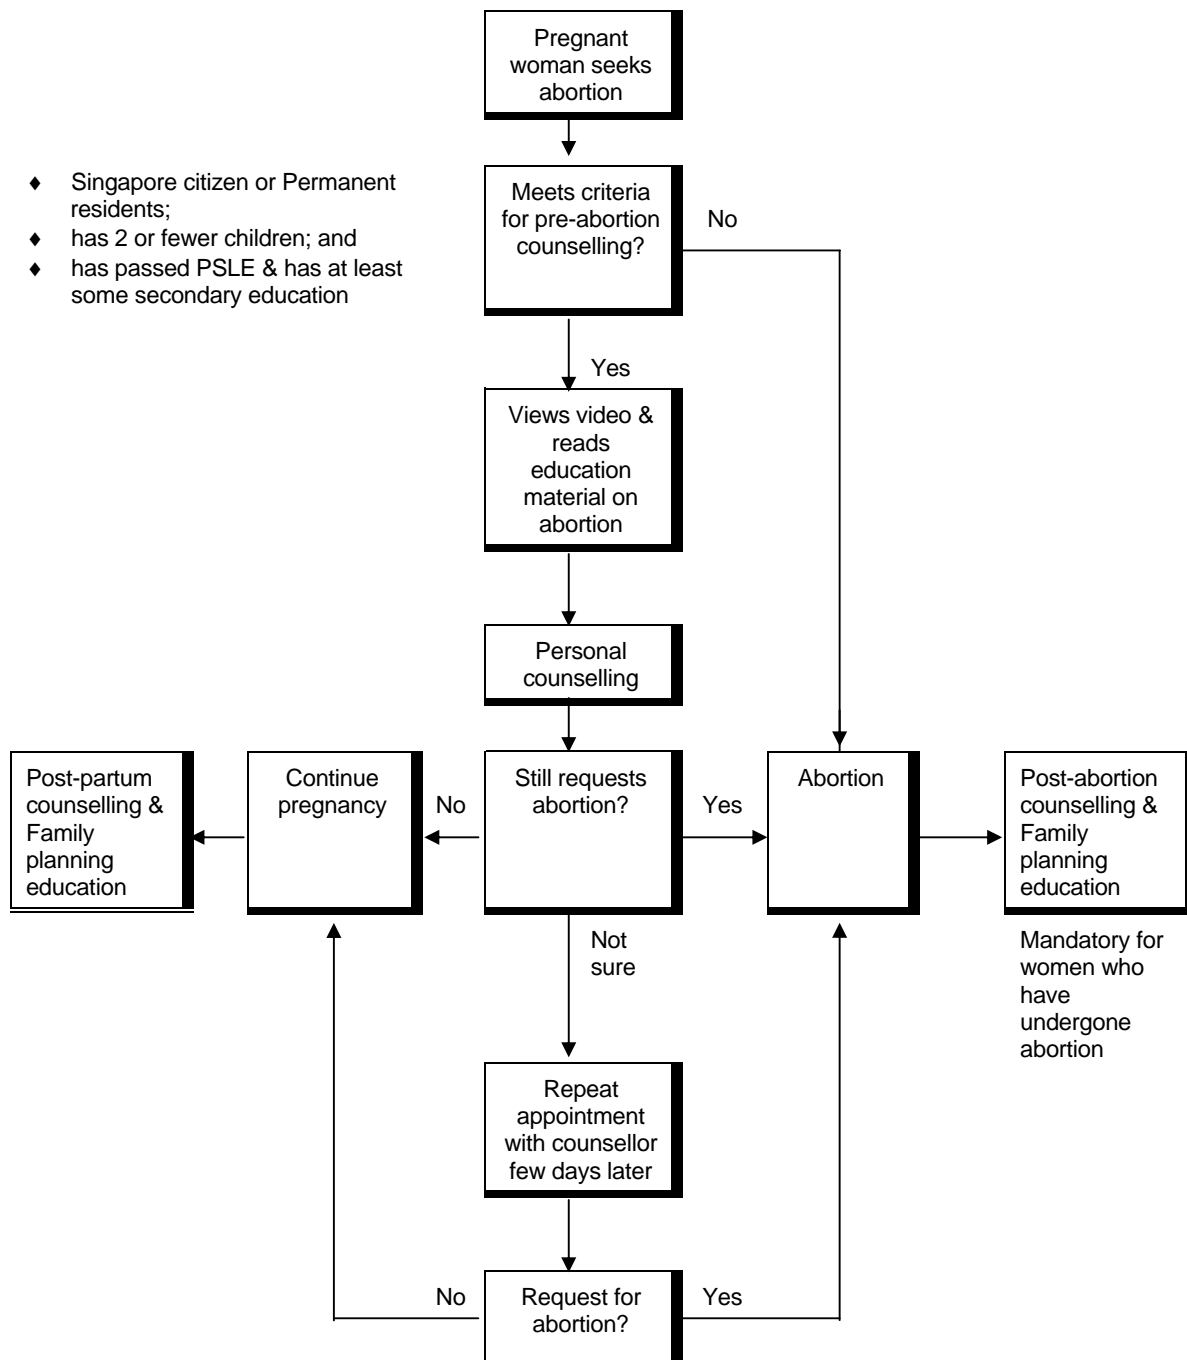 Pregnant
woman seeks
abortion
♦ Singapore citizen or Permanent
residents;
♦ has 2 or fewer children; and
♦ has passed PSLE & has at least
some secondary education
Meets criteria
for pre-abortion
counselling?
No
Yes
Views video &
reads
education
material on
abortion
Personal
counselling
Post-partum
counselling &
Family
planning
education
Continue
pregnancy
No
Still requests
abortion?
Yes
Abortion
Post-abortion
counselling &
Family
planning
education
Not
sure
Mandatory for
women who
have
undergone
abortion
Repeat
appointment
with counsellor
few days later
No
Request for
abortion?
Yes